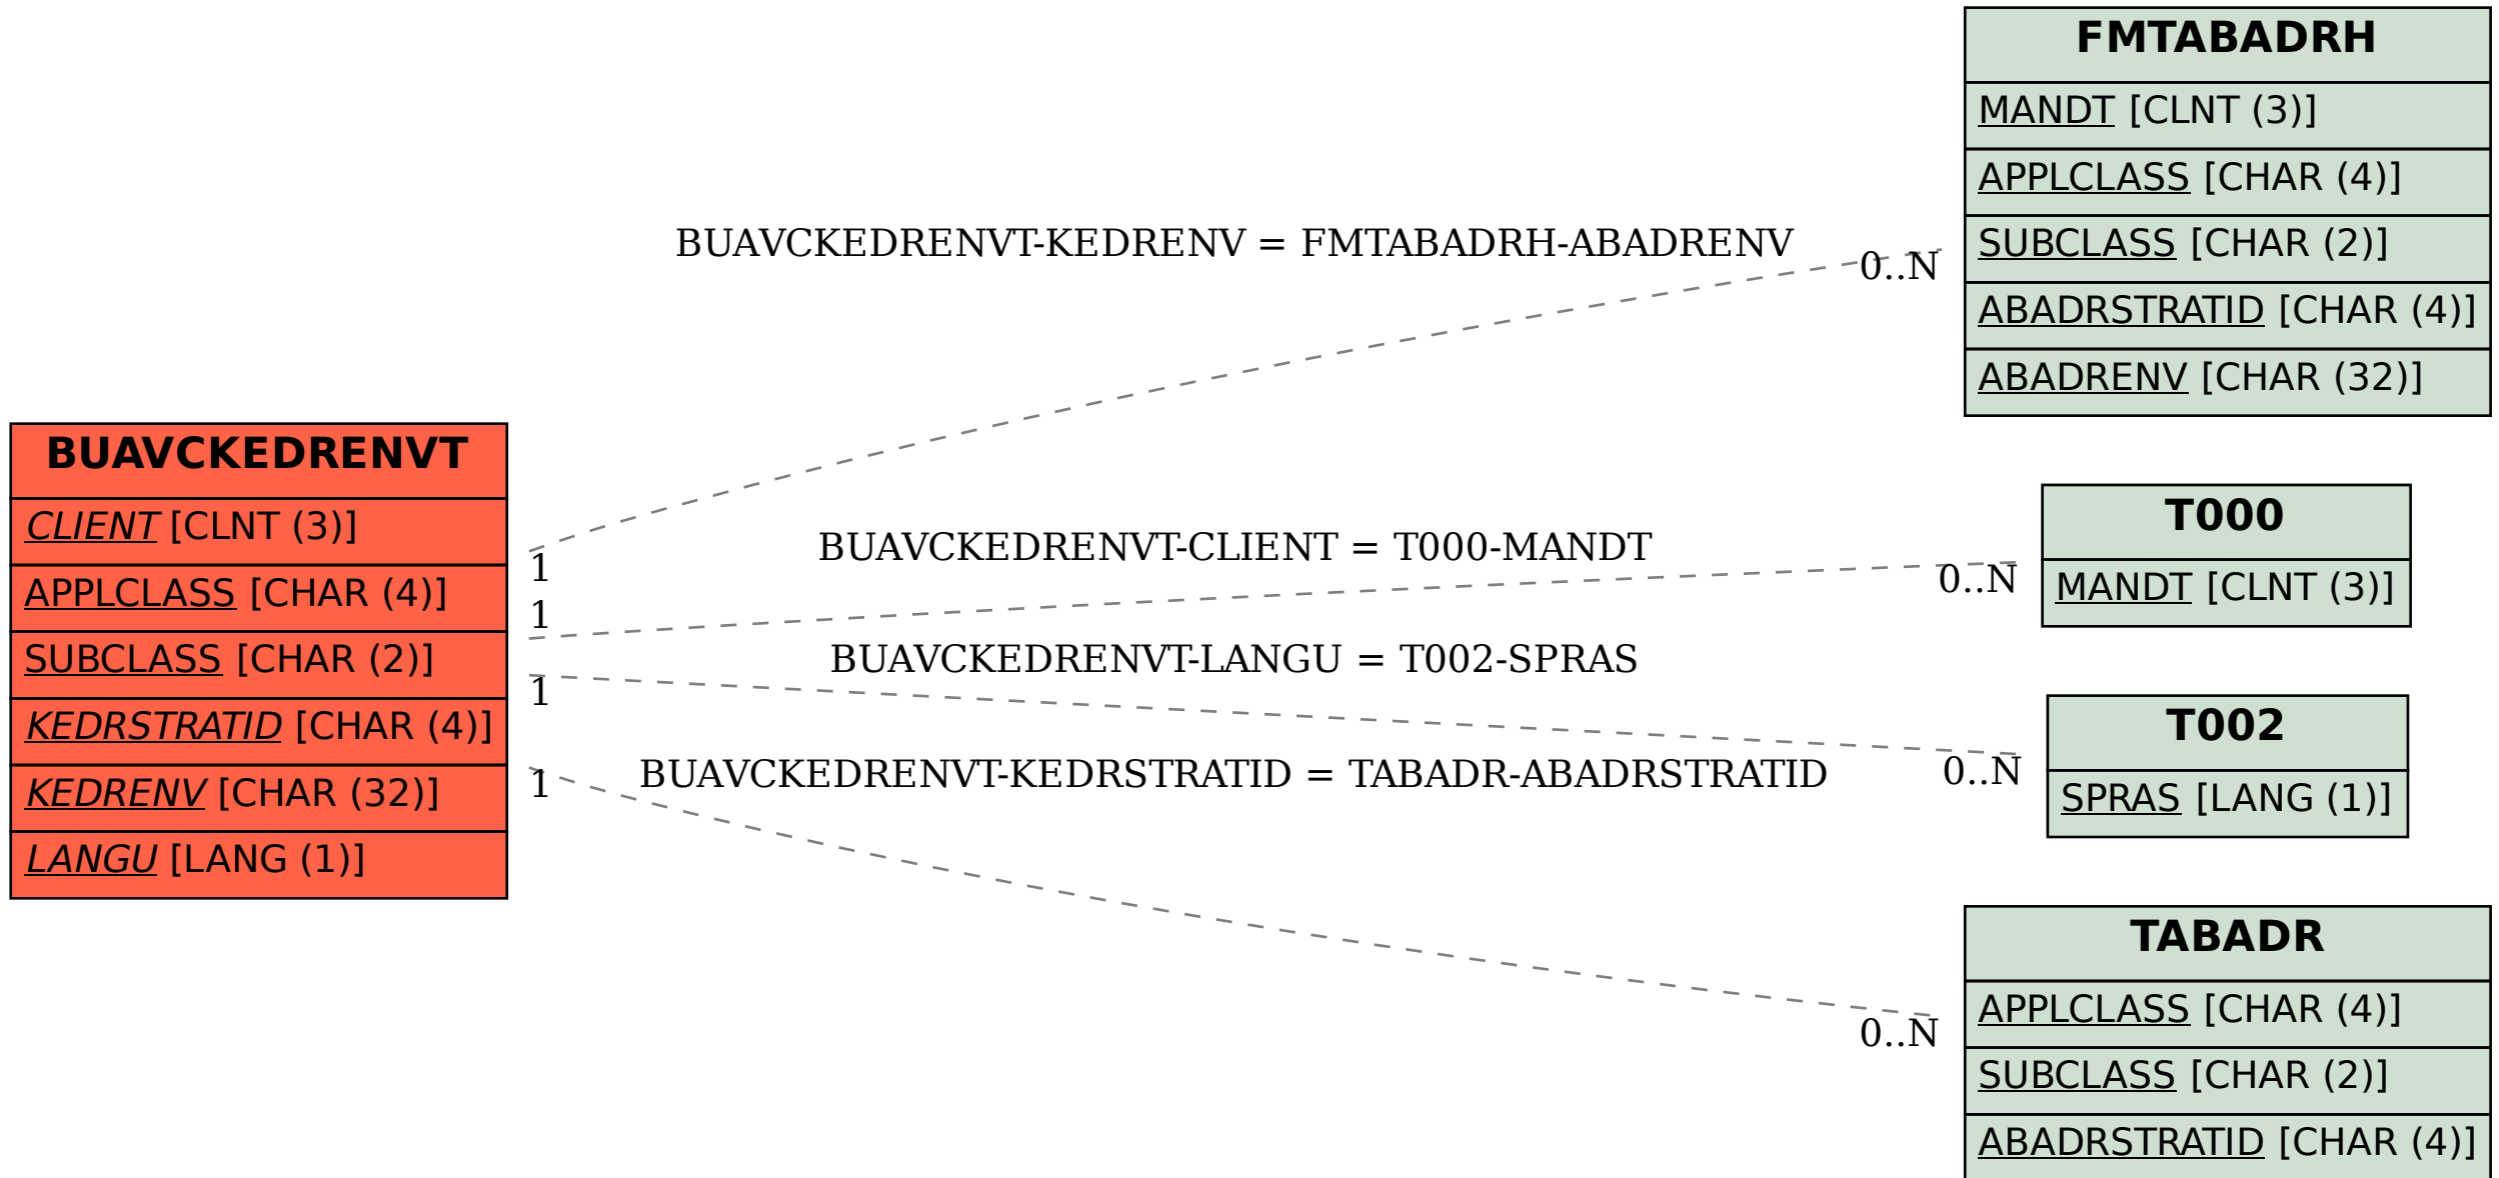 FMTABADRH
MANDT [CLNT (3)]
APPLCLASS [CHAR (4)]
SUBCLASS [CHAR (2)]
ABADRSTRATID [CHAR (4)]
ABADRENV [CHAR (32)]
BUAVCKEDRENVT-KEDRENV = FMTABADRH-ABADRENV
0..N
BUAVCKEDRENVT
CLIENT [CLNT (3)]
APPLCLASS [CHAR (4)]
SUBCLASS [CHAR (2)]
KEDRSTRATID [CHAR (4)]
KEDRENV [CHAR (32)]
LANGU [LANG (1)]
1
BUAVCKEDRENVT-CLIENT = T000-MANDT
1
0..N
T000
MANDT [CLNT (3)]
BUAVCKEDRENVT-LANGU = T002-SPRAS
1
0..N
T002
SPRAS [LANG (1)]
BUAVCKEDRENVT-KEDRSTRATID = TABADR-ABADRSTRATID
1
0..N
TABADR
APPLCLASS [CHAR (4)]
SUBCLASS [CHAR (2)]
ABADRSTRATID [CHAR (4)]